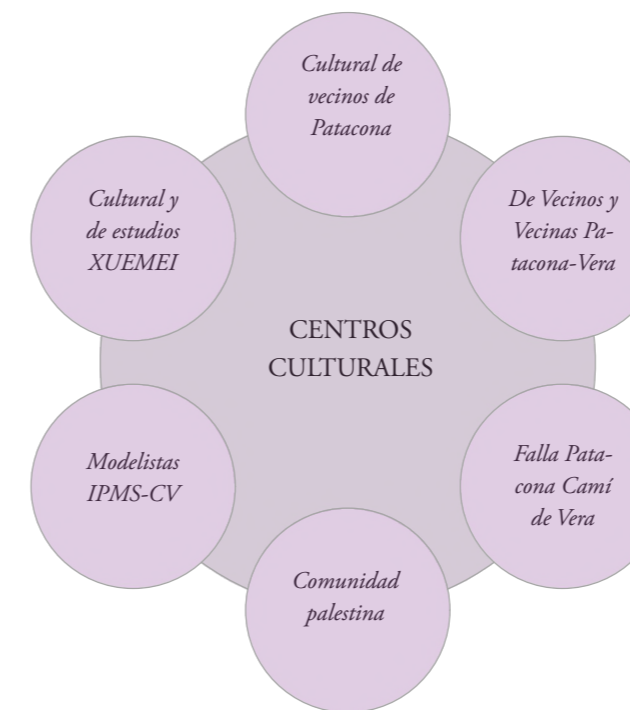 Cultural de
vecinos de
Patacona
Cultural y
de estudios
XUEMEI
De Vecinos y
Vecinas Pa-
tacona-Vera
CENTROS
CULTURALES
Modelistas
IPMS-CV
Falla Pata-
cona Camí
de Vera
Comunidad
palestina